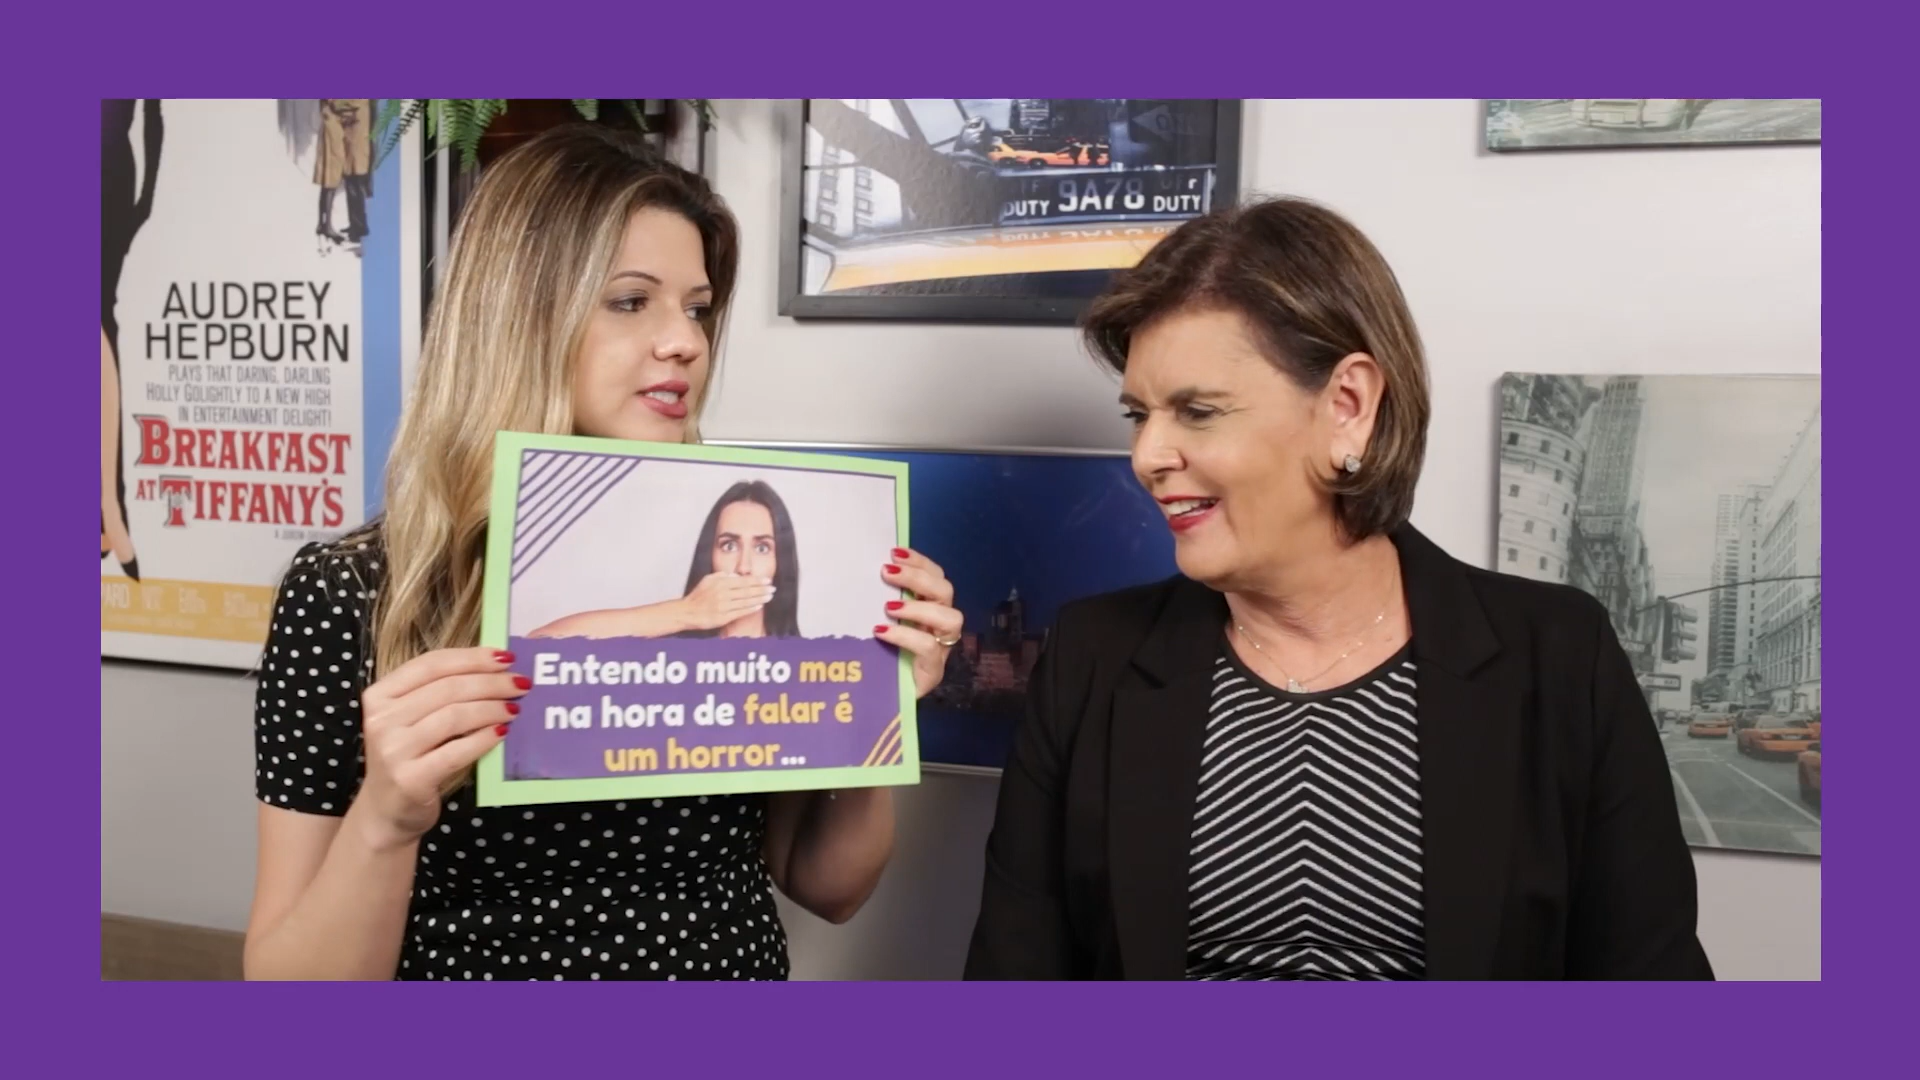 AUDREY
HEPBURN
PLAYS THAT DARING, DARLING
HOLLY GOLIGHTLY TO A NEW HIGH
IN ENTERTAINMENT DELIGHT!
BREAKFAST
AT TIFFANY'S
DUTY 9A78 DUTY
Entendo muito mas
na hora de falar é
um horror...